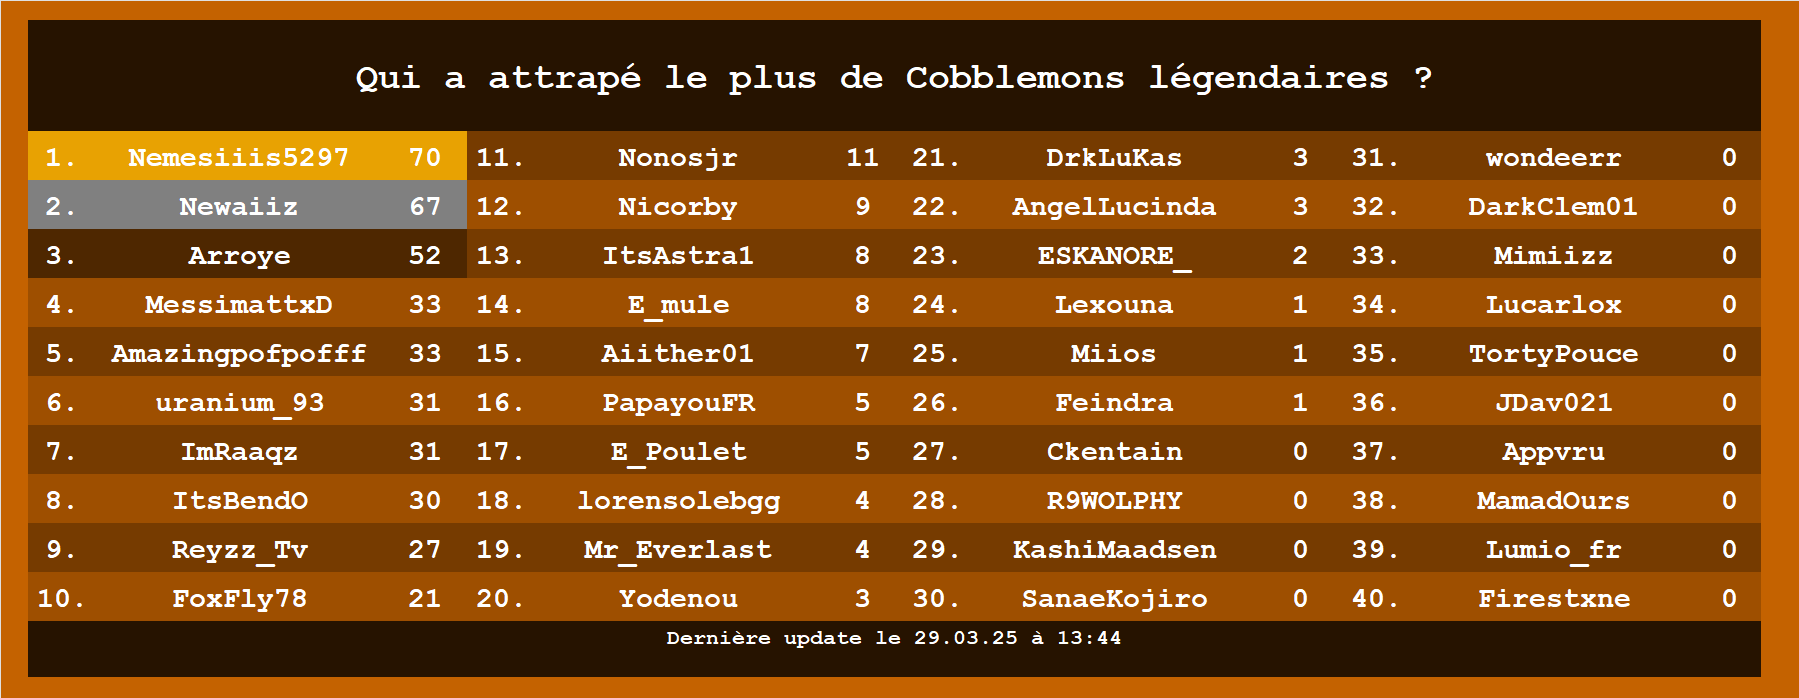 Qui a attrapé le plus de Cobblemons légendaires ?
1. Nemesiiis5297 70 11. Nonosjr 11 21. DrkLuKas 3 31. wondeerr 0
2. Newaiiz 67 12. Nicorby 9 22. AngelLucinda 3 32. DarkClem01 0
3. Arroye 52 13. ItsAstra1 8 23. ESKANORE_ 2 33. Mimiizz 0
4. MessimattxD 33 14. E_mule 8 24. Lexouna 1 34. Lucarlox 0
5. Amazingpofpofff 33 15. Aiither01 7 25. Miios 1 35. TortyPouce 0
6. uranium_93 31 16. PapayouFR 5 26. Feindra 1 36. JDav021 0
7. ImRaaqz 31 17. E_Poulet 5 27. Ckentain 0 37. Appvru 0
8. ItsBendO 30 18. lorensolebgg 4 28. R9WOLPHY 0 38. MamadOurs 0
9. Reyzz_Tv 27 19. Mr_Everlast 4 29. KashiMaadsen 0 39. Lumio_fr 0
10. FoxFly78 21 20. Yodenou 3 30. SanaeKojiro 0 40. Firestxne 0
Dernière update le 29.03.25 à 13:44